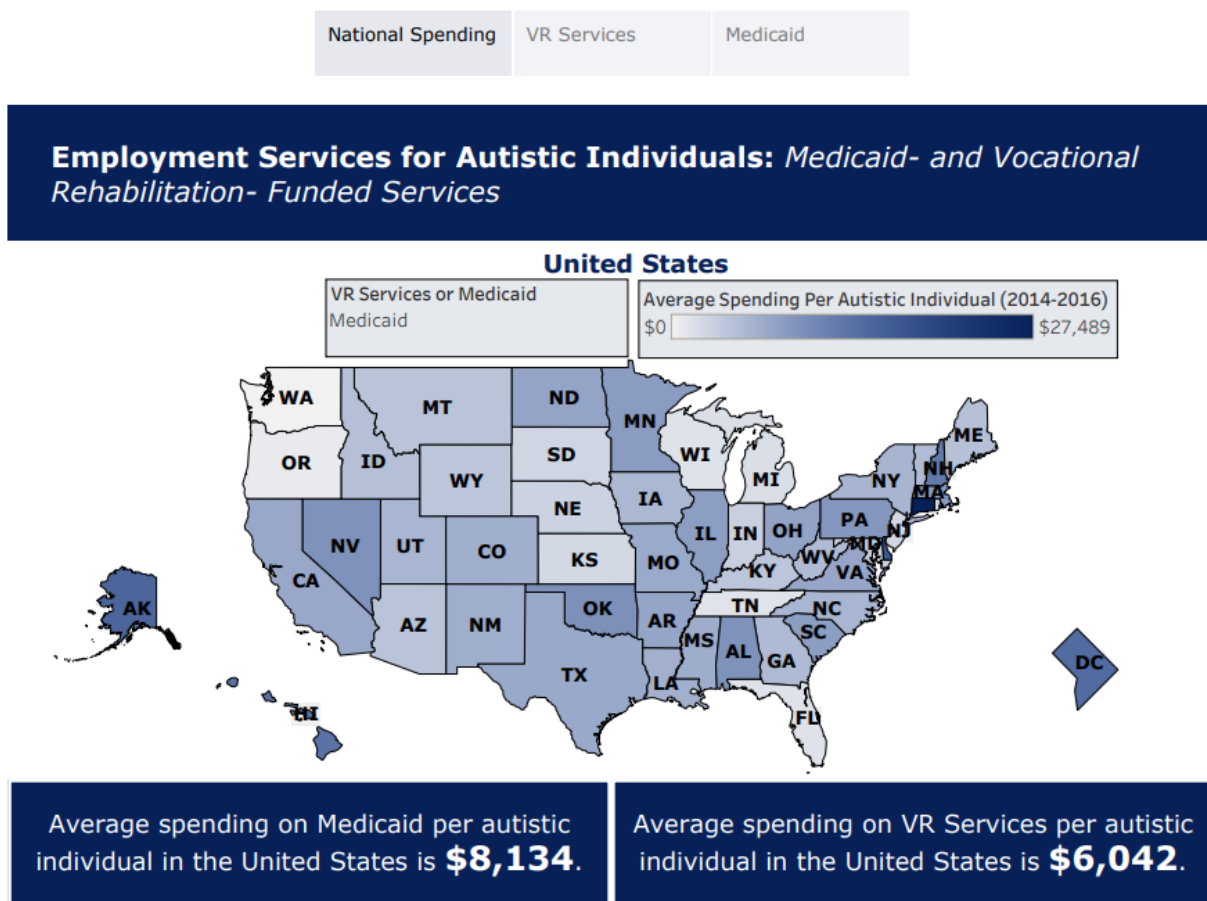 National Spending VR Services Medicaid
Employment Services for Autistic Individuals: Medicaid- and Vocational
Rehabilitation- Funded Services
United States
VR Services or Medicaid
Medicaid
Average Spending Per Autistic Individual (2014-2016)
$0 $27,489
WA
MT
ND
MN
ME
OR
ID
SD
WI
MI
NH
WY
NY
MA
NE
IA
PA
NJ
NV
UT
CO
IL
IN
OH
MD
KS
MO
WV
VA
CA
KY
AK
OK
TN
NC
AZ
NM
AR
SC
MS
AL
GA
DC
TX
LA
HI
FL
Average spending on Medicaid per autistic
individual in the United States is $8,134.
Average spending on VR Services per autistic
individual in the United States is $6,042.